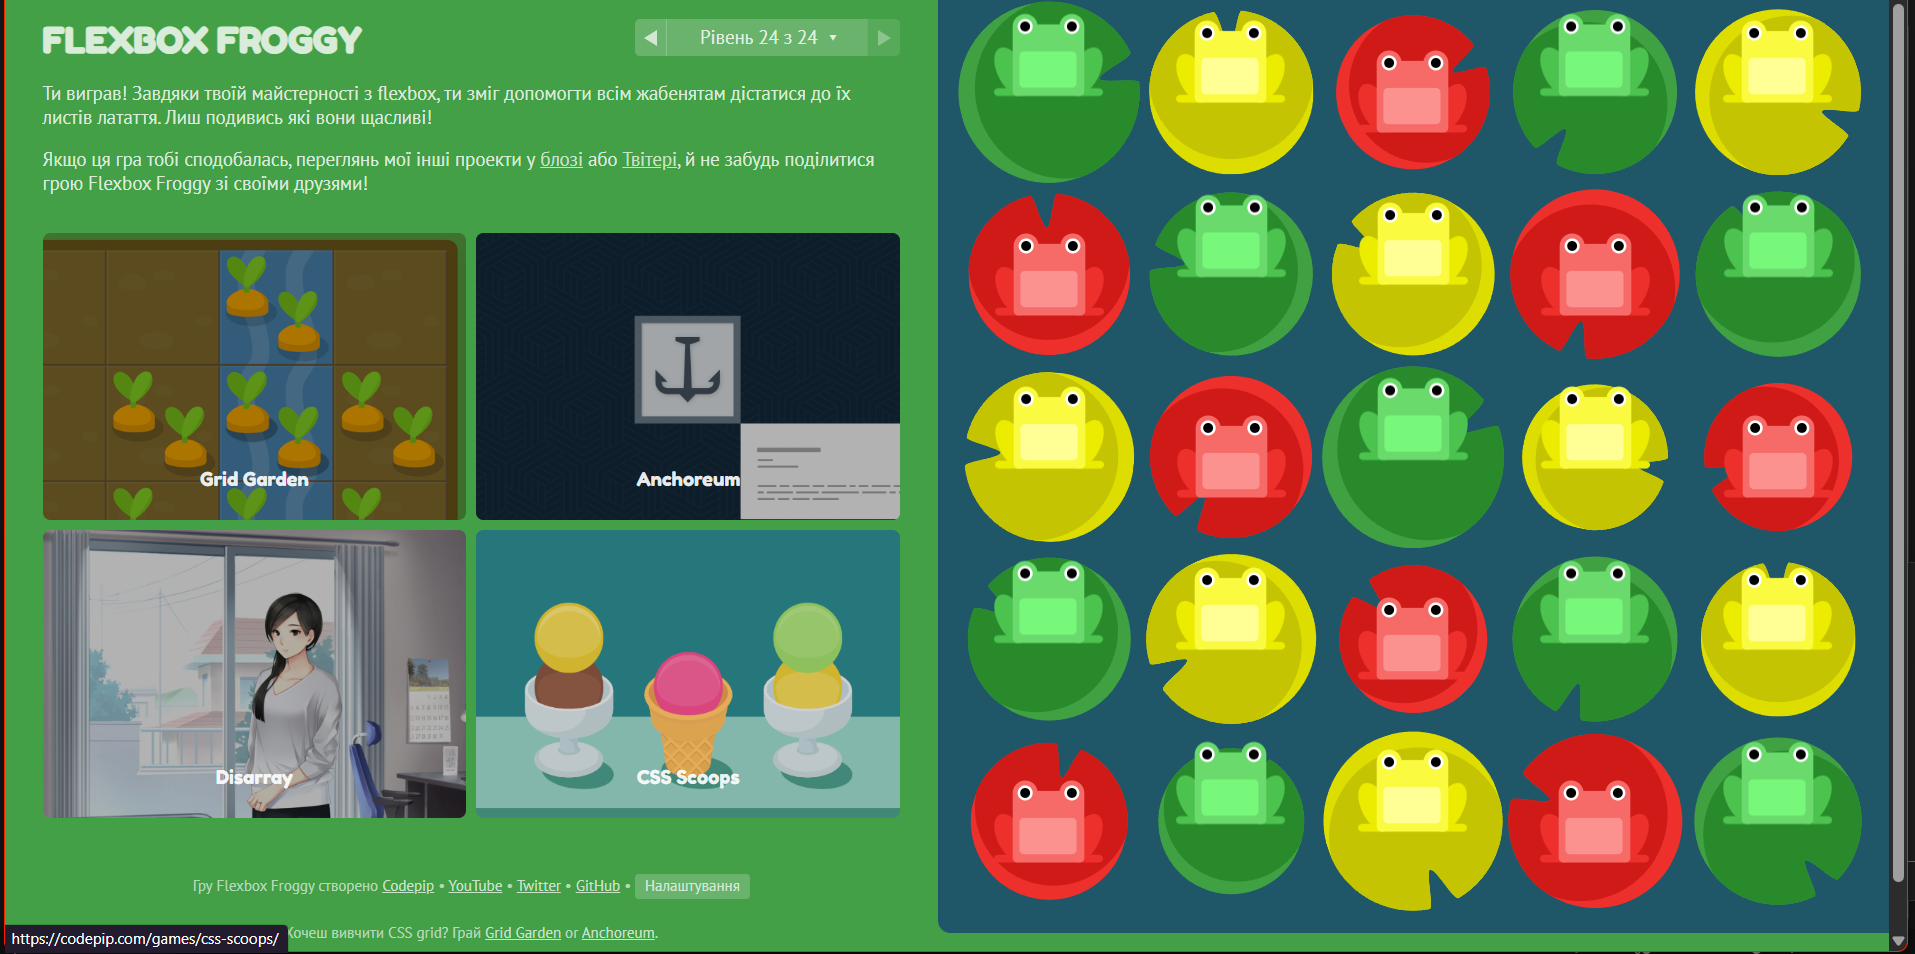 FLEXBOX FROGGY
Рівень 24 з 24
Ти виграв! Завдяки твоїй майстерності з flexbox, ти зміг допомогти всім жабенятам дістатися до їх
листів латаття. Лиш подивись які вони щасливі!
Якщо ця гра тобі сподобалась, переглянь мої інші проекти у блозі або Твітері, й не забудь поділитися
грою Flexbox Froggy зі своїми друзями!
Grid Garden
Anchoreum
Disarray
CSS Scoops
Гру Flexbox Froggy створено Codepip • YouTube • Twitter • GitHub • Налаштування
Хочеш вивчити CSS grid? Грай Grid Garden or Anchoreum.
https://codepip.com/games/css-scoops/